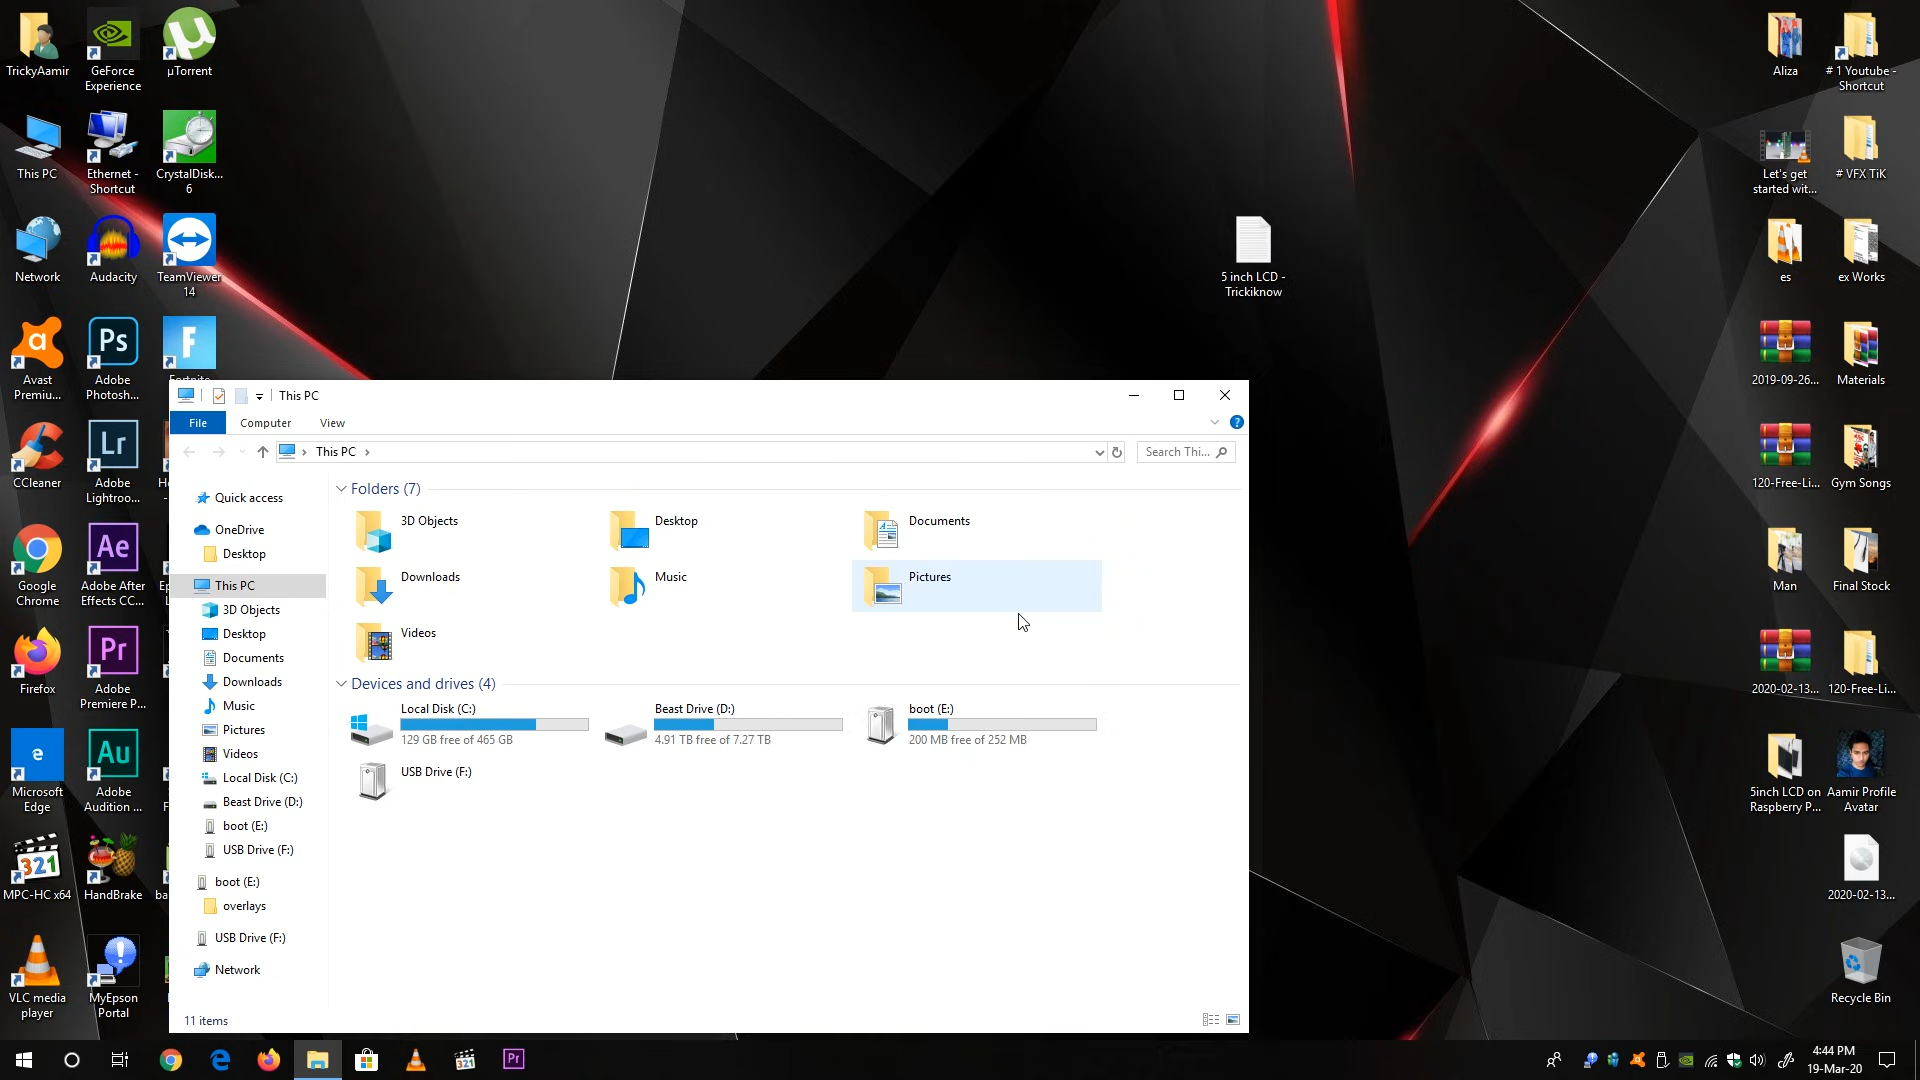 TrickyAamir
GeForce
Experience
µTorrent
This PC
Ethernet -
Shortcut
CrystalDisk...
6
Network
Audacity
TeamViewer
14
Avast
Premiu...
Adobe
Photosh...
CCleaner
Adobe
Lightroo...
Google
Chrome
Adobe After
Effects CC...
Firefox
Adobe
Premiere P...
Microsoft
Edge
Adobe
Audition ...
MPC-HC x64
HandBrake
VLC media
player
MyEpson
Portal
5 inch LCD -
Trickiknow
Aliza
# 1 Youtube -
Shortcut
Let's get
started wit...
# VFX TiK
es
ex Works
2019-09-26...
Materials
120-Free-Li...
Gym Songs
Man
Final Stock
2020-02-13...
120-Free-Li...
5inch LCD on
Raspberry P...
Aamir Profile
Avatar
2020-02-13...
Recycle Bin
This PC
File
Computer
View
This PC
Search Thi...
Quick access
OneDrive
Desktop
This PC
3D Objects
Desktop
Documents
Downloads
Music
Pictures
Videos
Local Disk (C:)
Beast Drive (D:)
boot (E:)
USB Drive (F:)
boot (E:)
overlays
USB Drive (F:)
Network
Folders (7)
3D Objects
Desktop
Documents
Downloads
Music
Pictures
Videos
Devices and drives (4)
Local Disk (C:)
129 GB free of 465 GB
Beast Drive (D:)
4.91 TB free of 7.27 TB
boot (E:)
200 MB free of 252 MB
USB Drive (F:)
11 items
4:44 PM
19-Mar-20